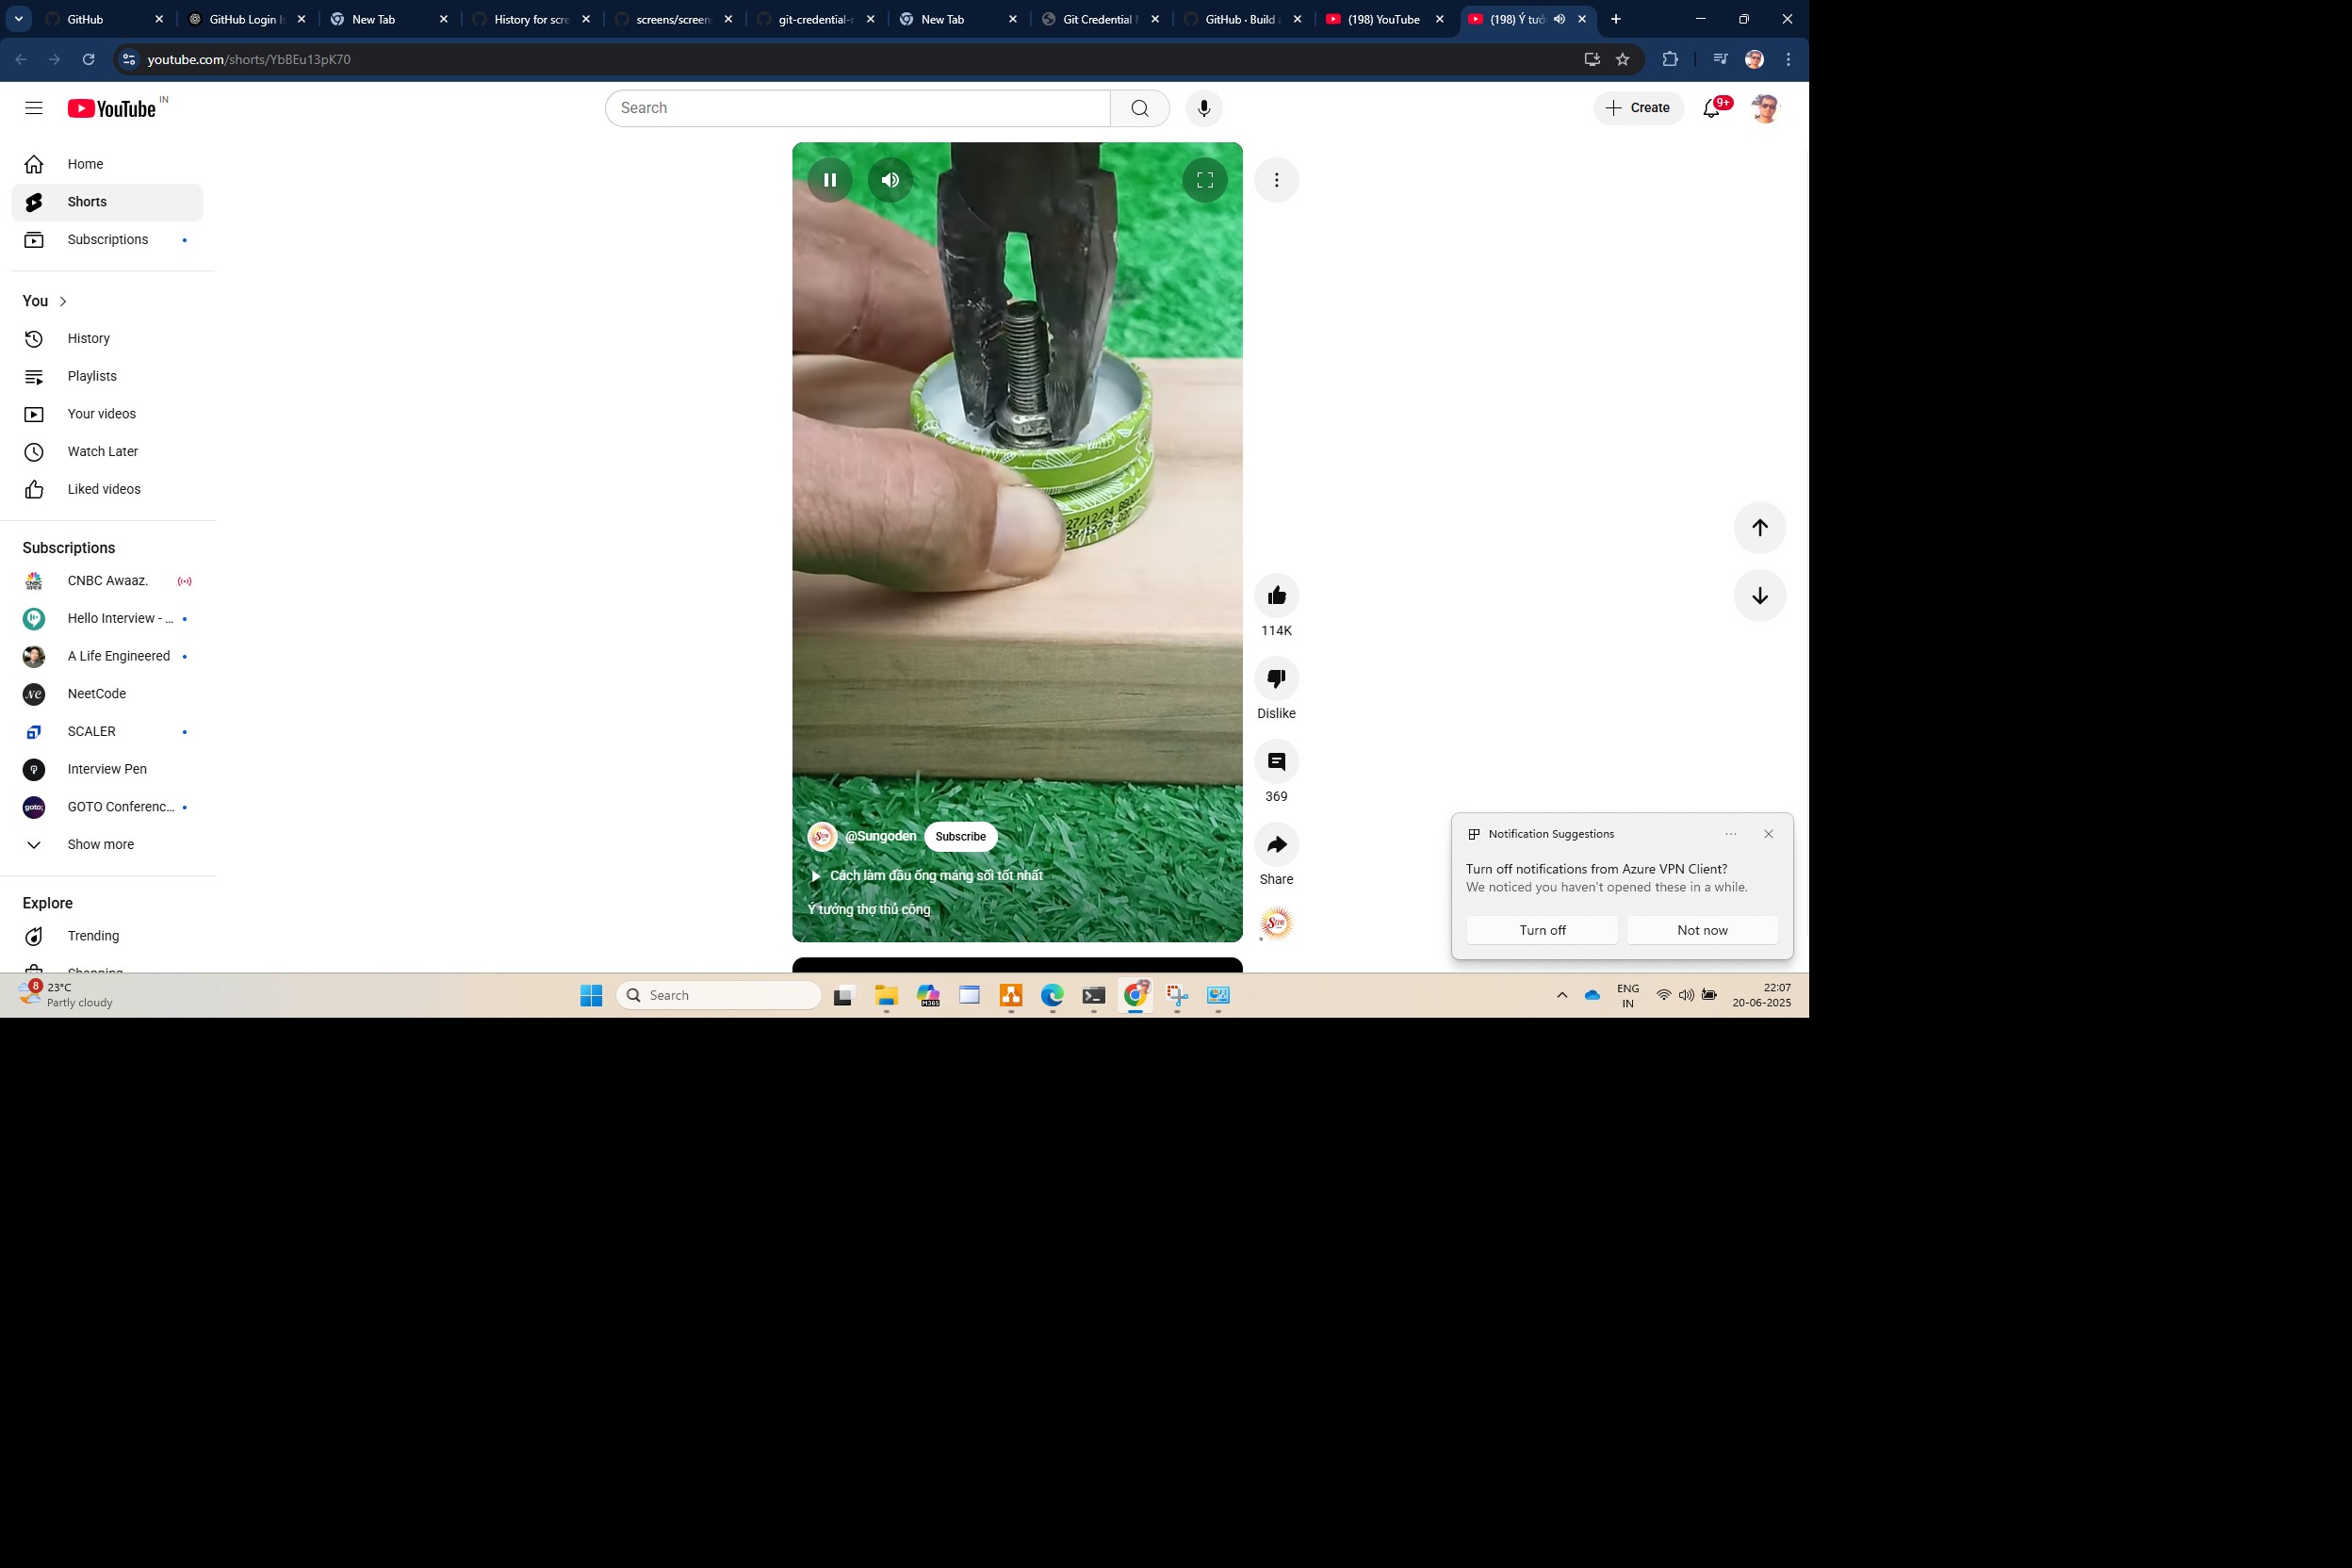 GitHub
GitHub Login Is
New Tab
History for scre
screens/screen
git-credential-
New Tab
Git Credential
GitHub · Build
(198) YouTube
(198) Ý tưở
youtube.com/shorts/YbBEu13pK70
YouTube IN
Search
Create
9+
Home
Shorts
Subscriptions
You
History
Playlists
Your videos
Watch Later
Liked videos
Subscriptions
CNBC Awaaz.
Hello Interview - ...
A Life Engineered
NeetCode
SCALER
Interview Pen
GOTO Conferenc...
Show more
Explore
Trending
Shopping
27/12/24
@Sungoden
Subscribe
Cách làm đầu ống máng sối tốt nhất
Ý tưởng thợ thủ công
114K
Dislike
369
Share
Notification Suggestions
Turn off notifications from Azure VPN Client?
We noticed you haven't opened these in a while.
Turn off
Not now
8
23°C
Partly cloudy
Search
M365
ENG
IN
22:07
20-06-2025